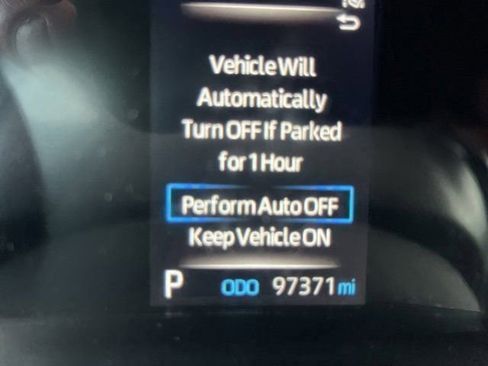 Vehicle Will
Automatically
Turn OFF If Parked
for 1 Hour
Perform Auto OFF
Keep Vehicle ON
P ODO 97371 mi